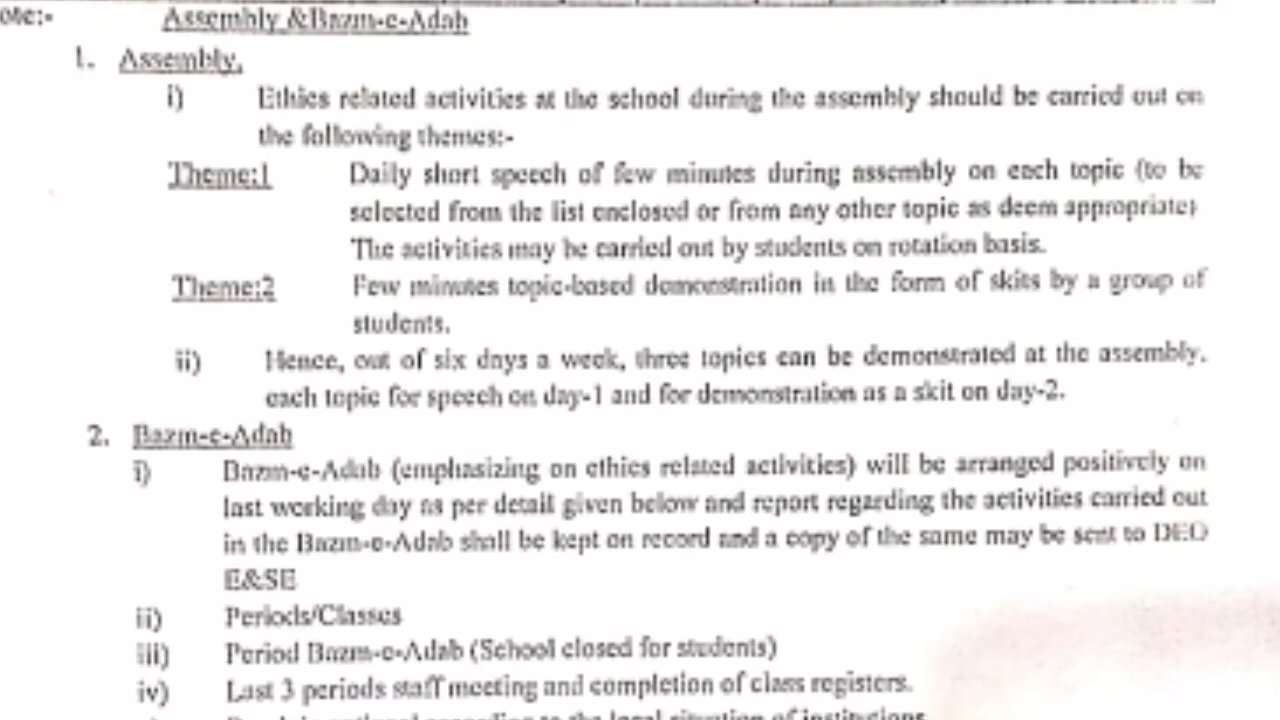 ote:- Assembly &Bazm-e-Adab
1. Assembly.
i) Ethics related activities at the school during the assembly should be carried out on
the following themes:-
Theme:1 Daily short speech of few minutes during assembly on each topic (to be
selected from the list enclosed or from any other topic as deem appropriate)
The activities may be carried out by students on rotation basis.
Theme:2 Few minutes topic-based demonstration in the form of skits by a group of
students.
ii) Hence, out of six days a week, three topics can be demonstrated at the assembly,
each topic for speech on day-1 and for demonstration as a skit on day-2.
2. Bazm-e-Adab
i) Bazm-e-Adab (emphasizing on ethics related activities) will be arranged positively on
last working day as per detail given below and report regarding the activities carried out
in the Bazm-e-Adab shall be kept on record and a copy of the same may be sent to DEO
E&SE
ii) Periods/Classes
iii) Period Bazm-e-Adab (School closed for students)
iv) Last 3 periods staff meeting and completion of class registers.
optional according to the local situation of institutions